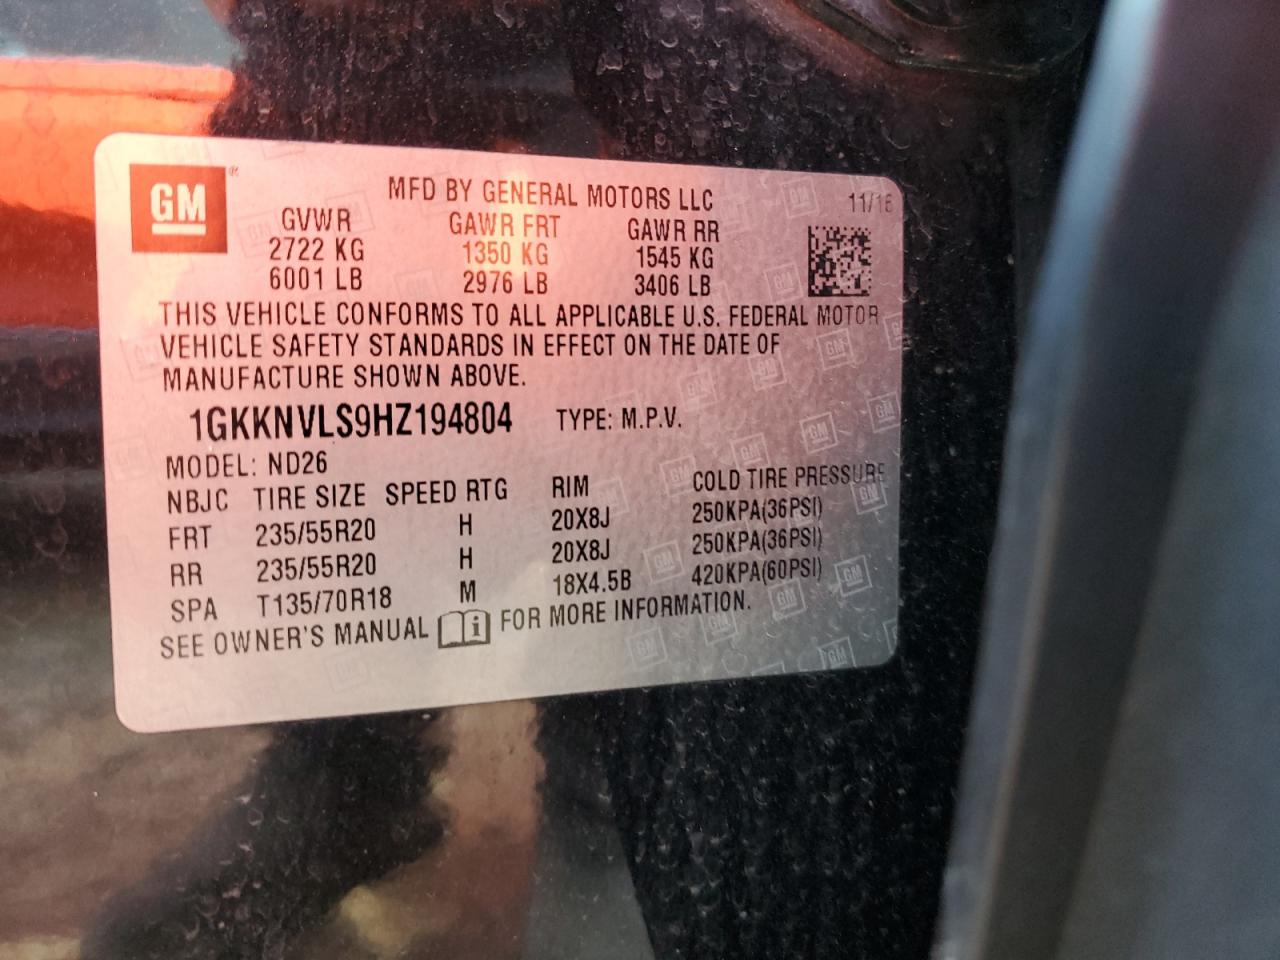 GM ®
MFD BY GENERAL MOTORS LLC 11/16
GVWR GAWR FRT GAWR RR
2722 KG 1350 KG 1545 KG
6001 LB 2976 LB 3406 LB
THIS VEHICLE CONFORMS TO ALL APPLICABLE U.S. FEDERAL MOTOR
VEHICLE SAFETY STANDARDS IN EFFECT ON THE DATE OF
MANUFACTURE SHOWN ABOVE.
1GKKNVLS9HZ194804 TYPE: M.P.V.
MODEL: ND26
NBJC TIRE SIZE SPEED RTG RIM COLD TIRE PRESSURE
FRT 235/55R20 H 20X8J 250KPA(36PSI)
RR 235/55R20 H 20X8J 250KPA(36PSI)
SPA T135/70R18 M 18X4.5B 420KPA(60PSI)
SEE OWNER'S MANUAL i FOR MORE INFORMATION.